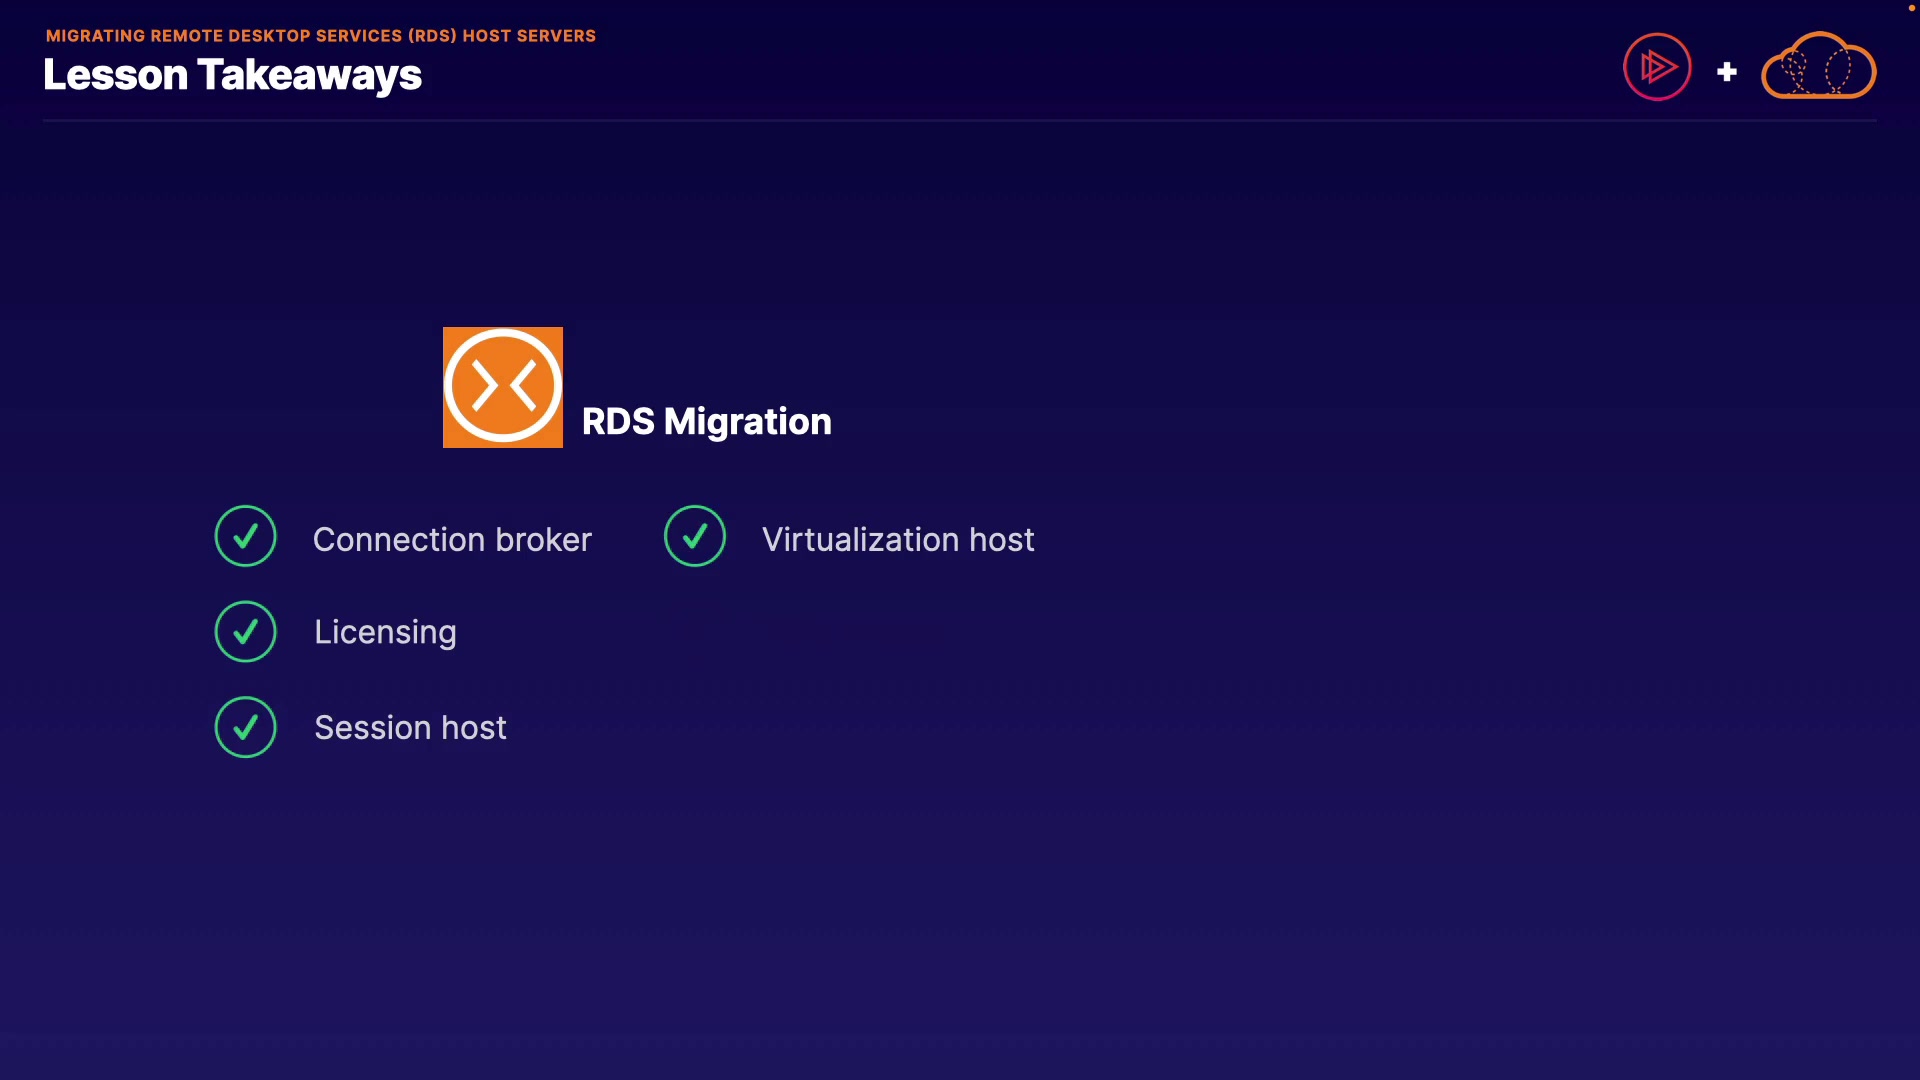 MIGRATING REMOTE DESKTOP SERVICES (RDS) HOST SERVERS
Lesson Takeaways
RDS Migration
Connection broker
Virtualization host
Licensing
Session host